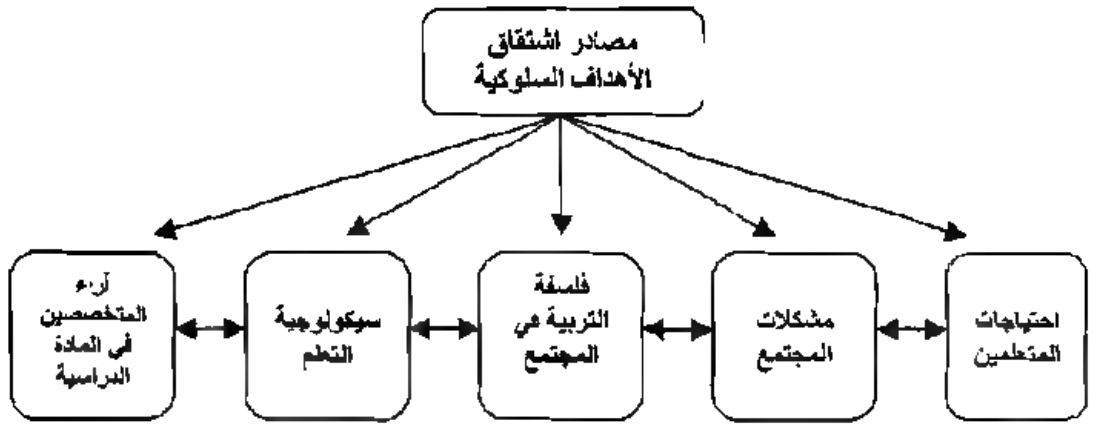 مصادر اشتقاق
الأهداف السلوكية
احتياجات
المتعلمين
مشكلات
المجتمع
فلسفة
التربية في
المجتمع
سيكولوجية
التعلم
آراء
المتخصصين
في المادة
الدراسية